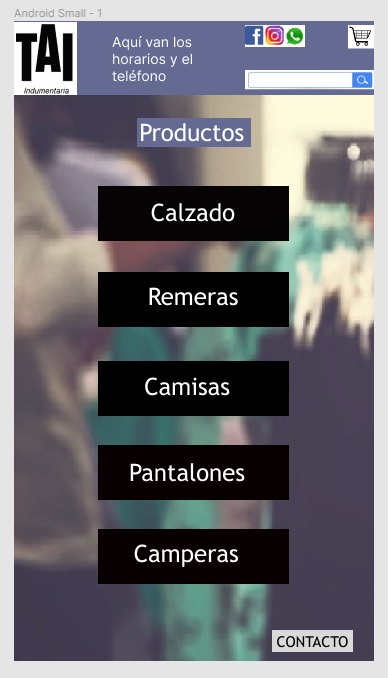 Android Small - 1
TAI
Indumentaria
Aquí van los
horarios y el
teléfono
Productos
Calzado
Remeras
Camisas
Pantalones
Camperas
CONTACTO